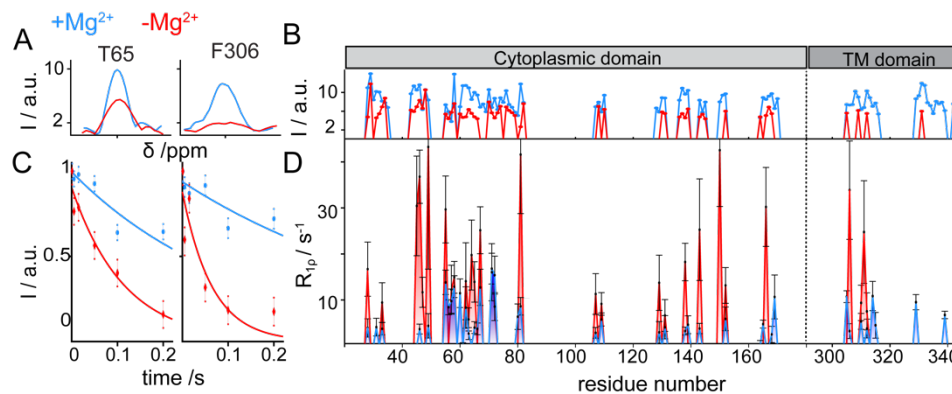 +Mg²⁺ -Mg²⁺
A
T65
F306
I / a.u.
10
2
δ /ppm
B
Cytoplasmic domain
TM domain
I / a.u.
10
2
C
I / a.u.
1
0.5
0
0
0.1
0.2
0.1
0.2
time /s
D
R1ρ / s⁻¹
30
10
40
60
80
100
120
140
160
300
320
340
residue number